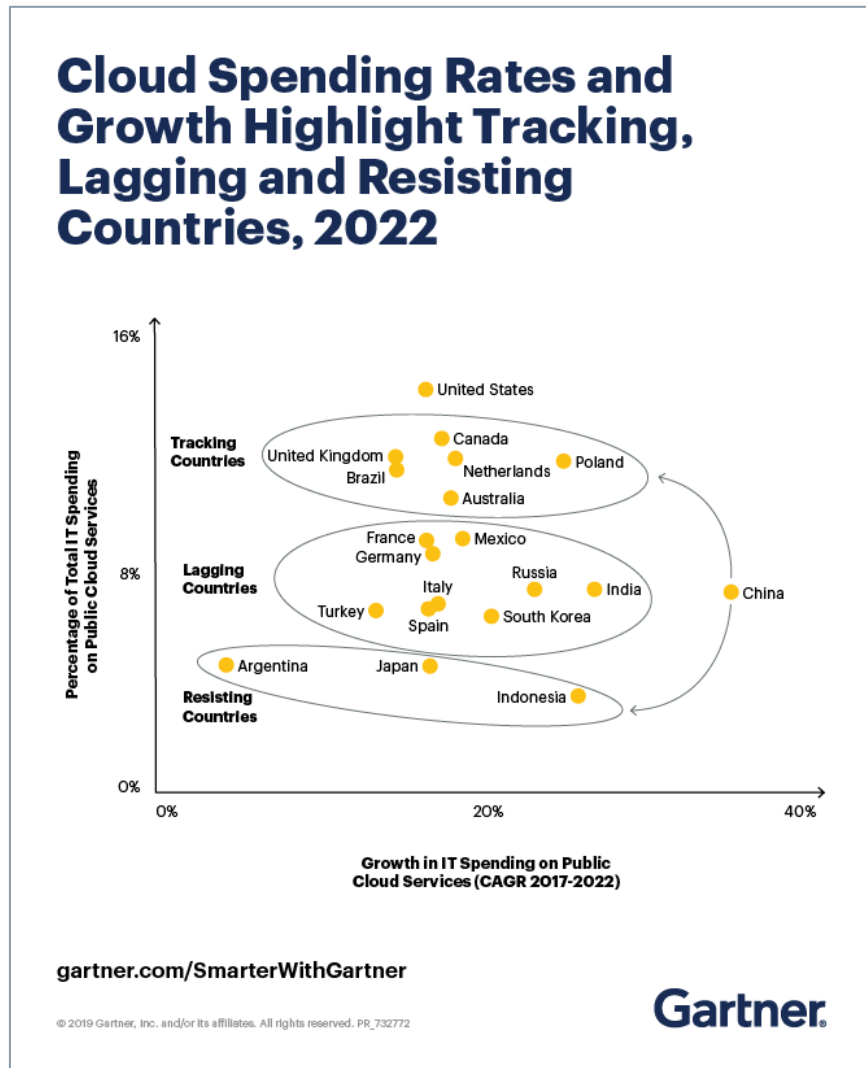 Cloud Spending Rates and
Growth Highlight Tracking,
Lagging and Resisting
Countries, 2022
16%
United States
Tracking
Countries
Canada
United Kingdom
Netherlands
Poland
Brazil
Australia
Percentage of Total IT Spending
on Public Cloud Services
8%
France
Mexico
Germany
Lagging
Countries
Italy
Russia
India
China
Turkey
Spain
South Korea
Argentina
Japan
Resisting
Countries
Indonesia
0%
0%
20%
40%
Growth in IT Spending on Public
Cloud Services (CAGR 2017-2022)
gartner.com/SmarterWithGartner
© 2019 Gartner, Inc. and/or its affiliates. All rights reserved. PR_732772
Gartner®